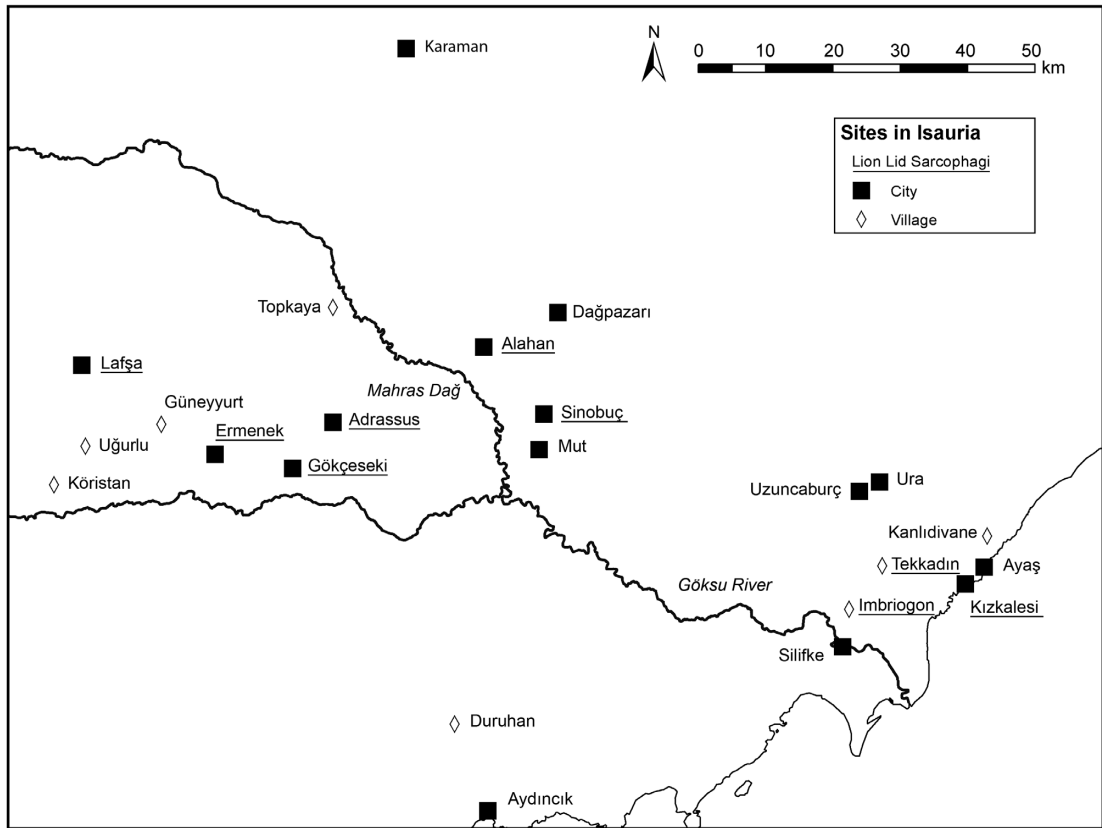 Karaman
N
0 10 20 30 40 50
km
Sites in Isauria
Lion Lid Sarcophagi
City
Village
Topkaya
Dağpazarı
Alahan
Lafşa
Mahras Dağ
Güneyyurt
Adrassus
Sinobuç
Ermenek
Uğurlu
Mut
Gökçeseki
Köristan
Uzuncaburç
Ura
Kanlıdivane
Tekkadın
Ayaş
Göksu River
Imbriogon
Kızkalesi
Silifke
Duruhan
Aydıncık